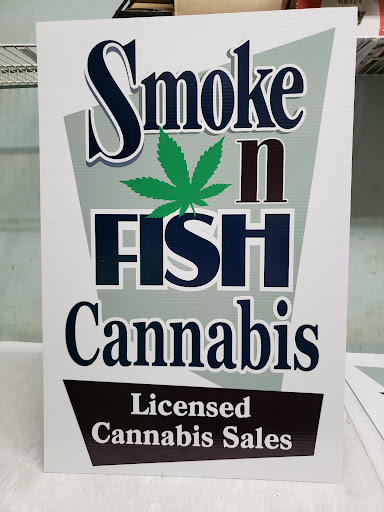 Smoke
n
FISH
Cannabis
Licensed
Cannabis Sales